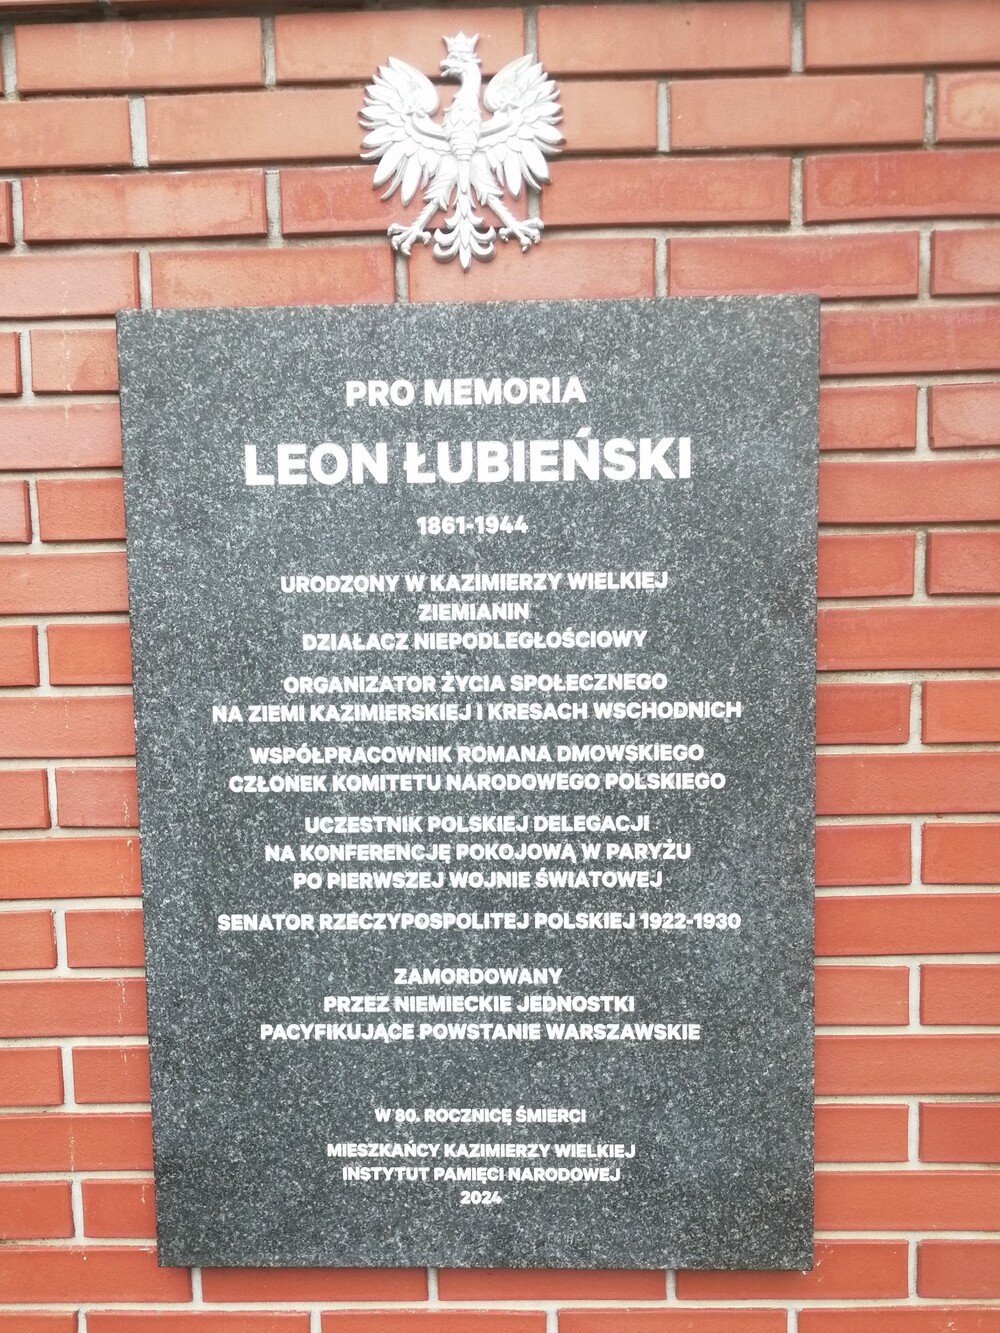 PRO MEMORIA
LEON ŁUBIEŃSKI
1861-1944
URODZONY W KAZIMIERZY WIELKIEJ
ZIEMIANIN
DZIAŁACZ NIEPODLEGŁOŚCIOWY
ORGANIZATOR ŻYCIA SPOŁECZNEGO
NA ZIEMI KAZIMIERSKIEJ I KRESACH WSCHODNICH
WSPÓŁPRACOWNIK ROMANA DMOWSKIEGO
CZŁONEK KOMITETU NARODOWEGO POLSKIEGO
UCZESTNIK POLSKIEJ DELEGACJI
NA KONFERENCJĘ POKOJOWĄ W PARYŻU
PO PIERWSZEJ WOJNIE ŚWIATOWEJ
SENATOR RZECZYPOSPOLITEJ POLSKIEJ 1922-1930
ZAMORDOWANY
PRZEZ NIEMIECKIE JEDNOSTKI
PACYFIKUJĄCE POWSTANIE WARSZAWSKIE
W 80. ROCZNICĘ ŚMIERCI
MIESZKAŃCY KAZIMIERZY WIELKIEJ
INSTYTUT PAMIĘCI NARODOWEJ
2024